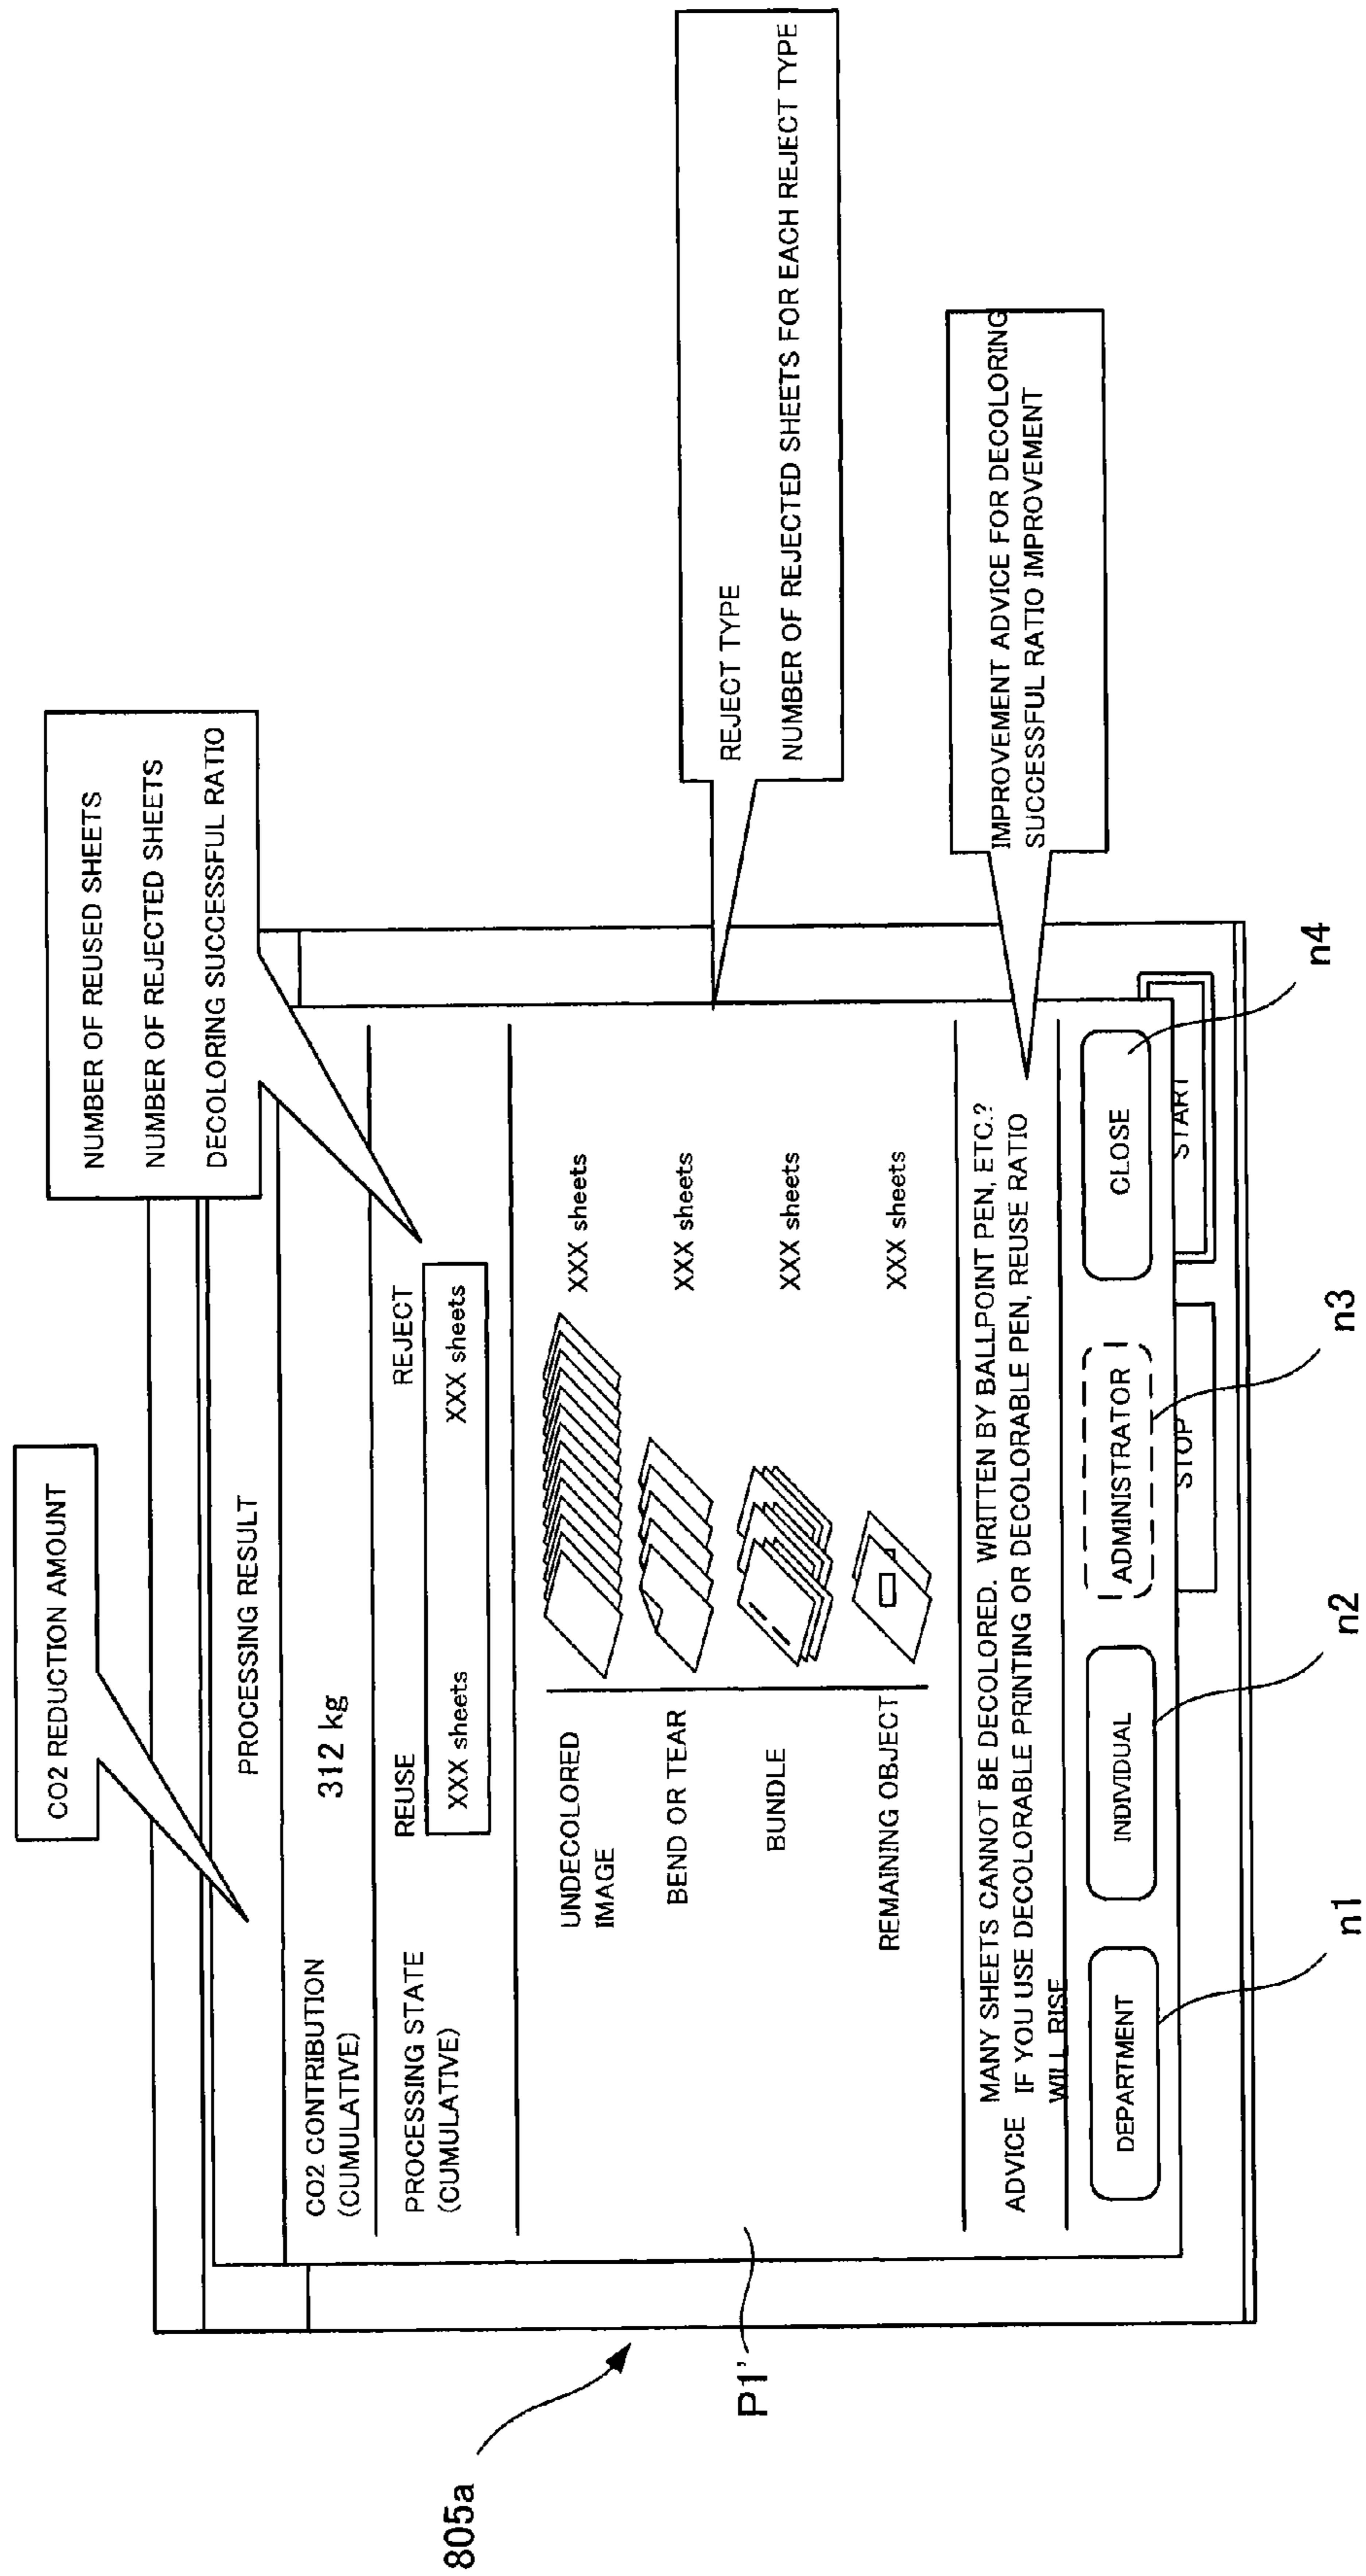 CO2 REDUCTION AMOUNT
NUMBER OF REUSED SHEETS
NUMBER OF REJECTED SHEETS
DECOLORING SUCCESSFUL RATIO
PROCESSING RESULT
CO2 CONTRIBUTION
(CUMULATIVE)
312 kg
PROCESSING STATE
(CUMULATIVE)
REUSE
REJECT
XXX sheets
XXX sheets
UNDECOLORED
IMAGE
XXX sheets
BEND OR TEAR
XXX sheets
BUNDLE
XXX sheets
REMAINING OBJECT
XXX sheets
REJECT TYPE
NUMBER OF REJECTED SHEETS FOR EACH REJECT TYPE
ADVICE
MANY SHEETS CANNOT BE DECOLORED. WRITTEN BY BALLPOINT PEN, ETC.?
IF YOU USE DECOLORABLE PRINTING OR DECOLORABLE PEN, REUSE RATIO
WILL RISE
IMPROVEMENT ADVICE FOR DECOLORING
SUCCESSFUL RATIO IMPROVEMENT
DEPARTMENT
INDIVIDUAL
ADMINISTRATOR
CLOSE
STOP
START
805a
P1'
n1
n2
n3
n4